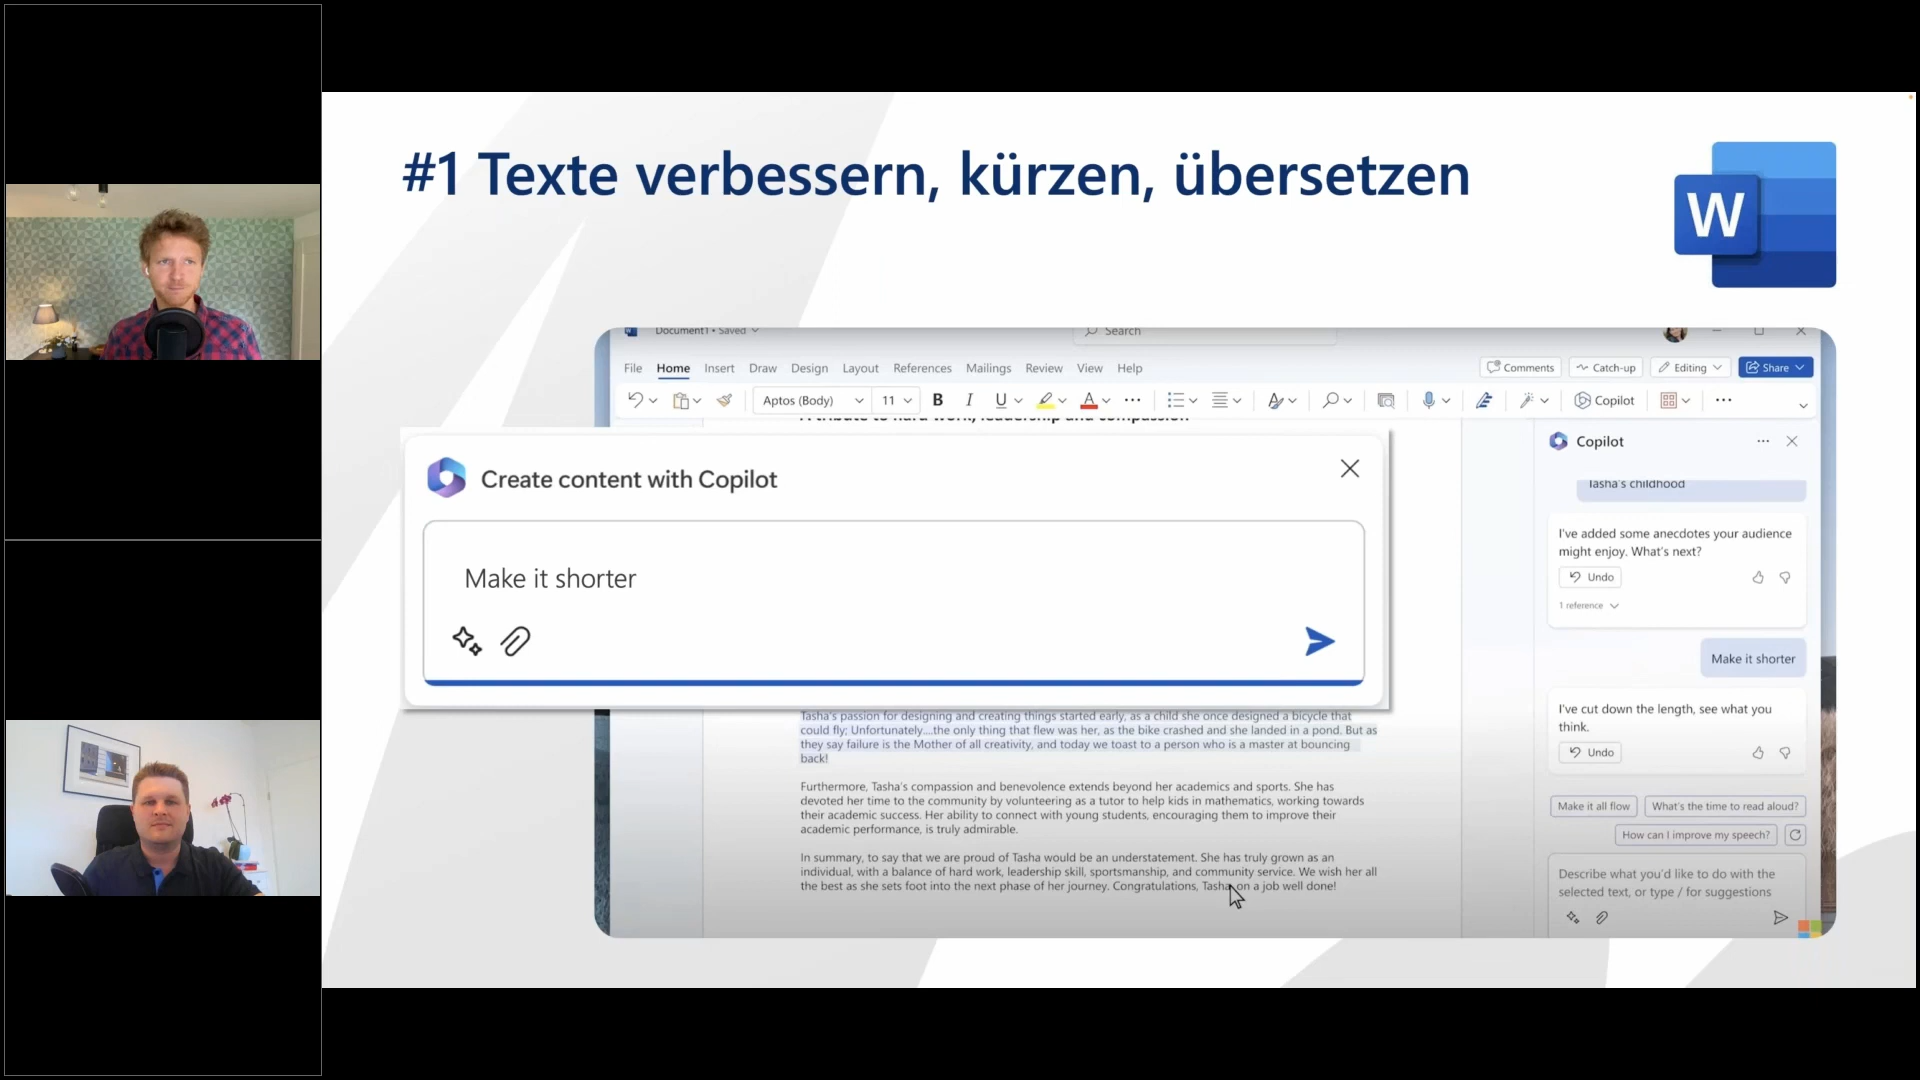 #1 Texte verbessern, kürzen, übersetzen
W
Document1 • Saved
Search
File Home Insert Draw Design Layout References Mailings Review View Help
Comments Catch-up Editing Share
Aptos (Body) 11 B I U A Copilot
A tribute to hard work, leadership and compassion
Create content with Copilot
Make it shorter
Tasha's passion for designing and creating things started early, as a child she once designed a bicycle that
could fly; Unfortunately....the only thing that flew was her, as the bike crashed and she landed in a pond. But as
they say failure is the Mother of all creativity, and today we toast to a person who is a master at bouncing
back!
Furthermore, Tasha's compassion and benevolence extends beyond her academics and sports. She has
devoted her time to the community by volunteering as a tutor to help kids in mathematics, working towards
their academic success. Her ability to connect with young students, encouraging them to improve their
academic performance, is truly admirable.
In summary, to say that we are proud of Tasha would be an understatement. She has truly grown as an
individual, with a balance of hard work, leadership skill, sportsmanship, and community service. We wish her all
the best as she sets foot into the next phase of her journey. Congratulations, Tasha on a job well done!
Copilot
Tasha's childhood
I've added some anecdotes your audience
might enjoy. What's next?
Undo
1 reference
Make it shorter
I've cut down the length, see what you
think.
Undo
Make it all flow What's the time to read aloud?
How can I improve my speech?
Describe what you'd like to do with the
selected text, or type / for suggestions